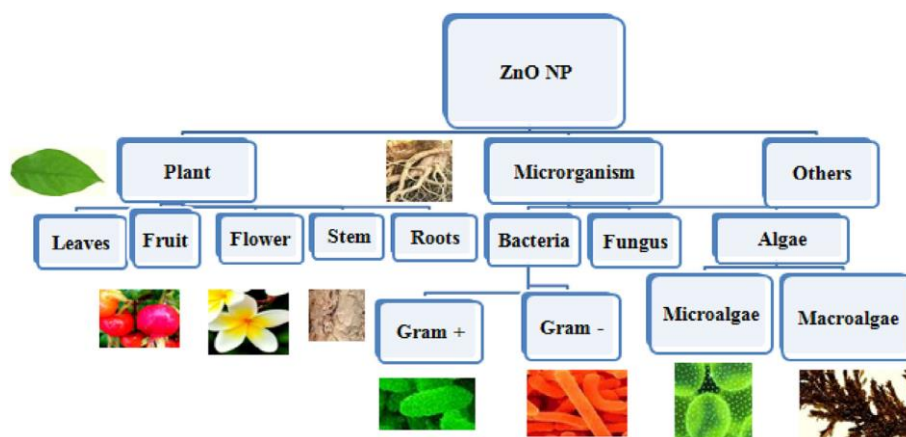 ZnO NP
Plant
Microrganism
Others
Leaves
Fruit
Flower
Stem
Roots
Bacteria
Fungus
Algae
Gram +
Gram -
Microalgae
Macroalgae